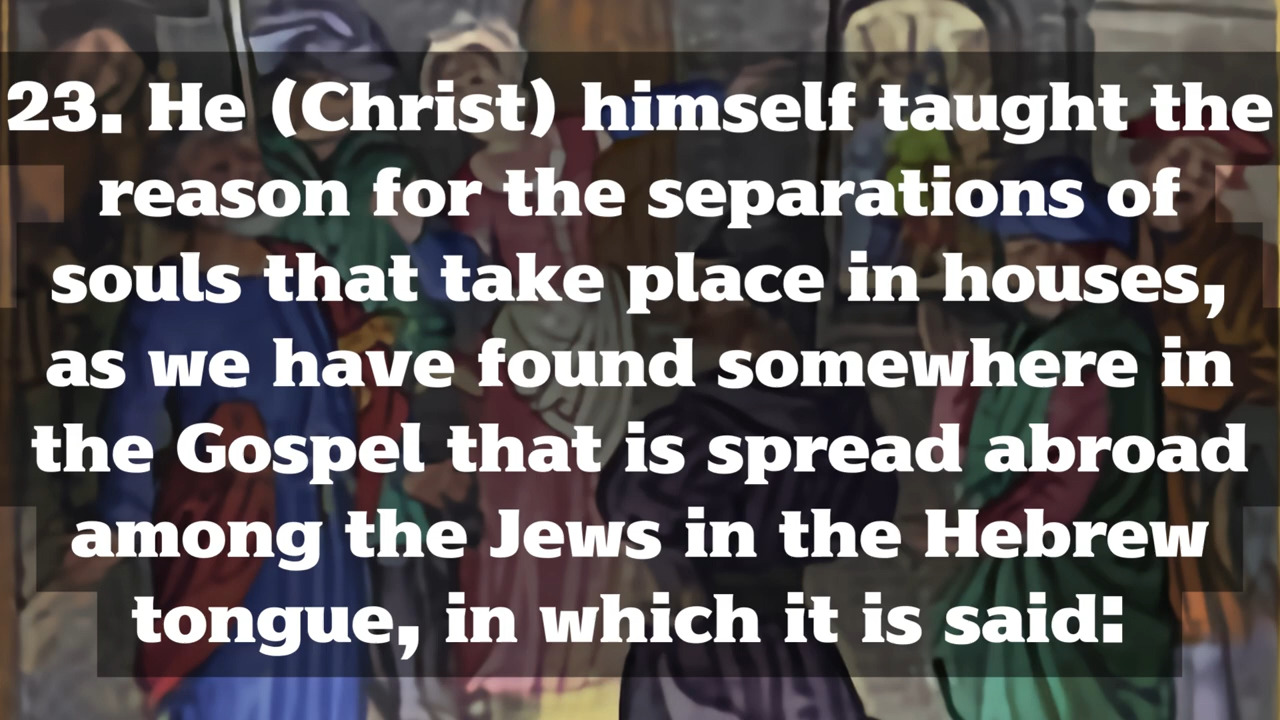 23. He (Christ) himself taught the
reason for the separations of
souls that take place in houses,
as we have found somewhere in
the Gospel that is spread abroad
among the Jews in the Hebrew
tongue, in which it is said: